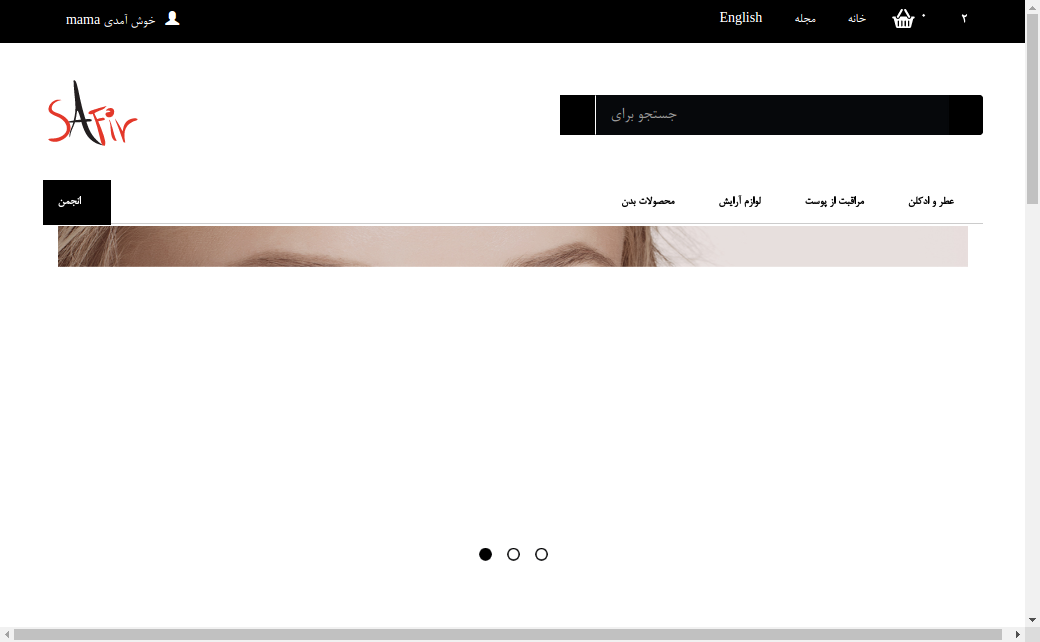 ۲ ۰ خانه مجله English
خوش آمدی mama
SAFir
جستجو برای
عطر و ادکلن مراقبت از پوست لوازم آرایش محصولات بدن انجمن